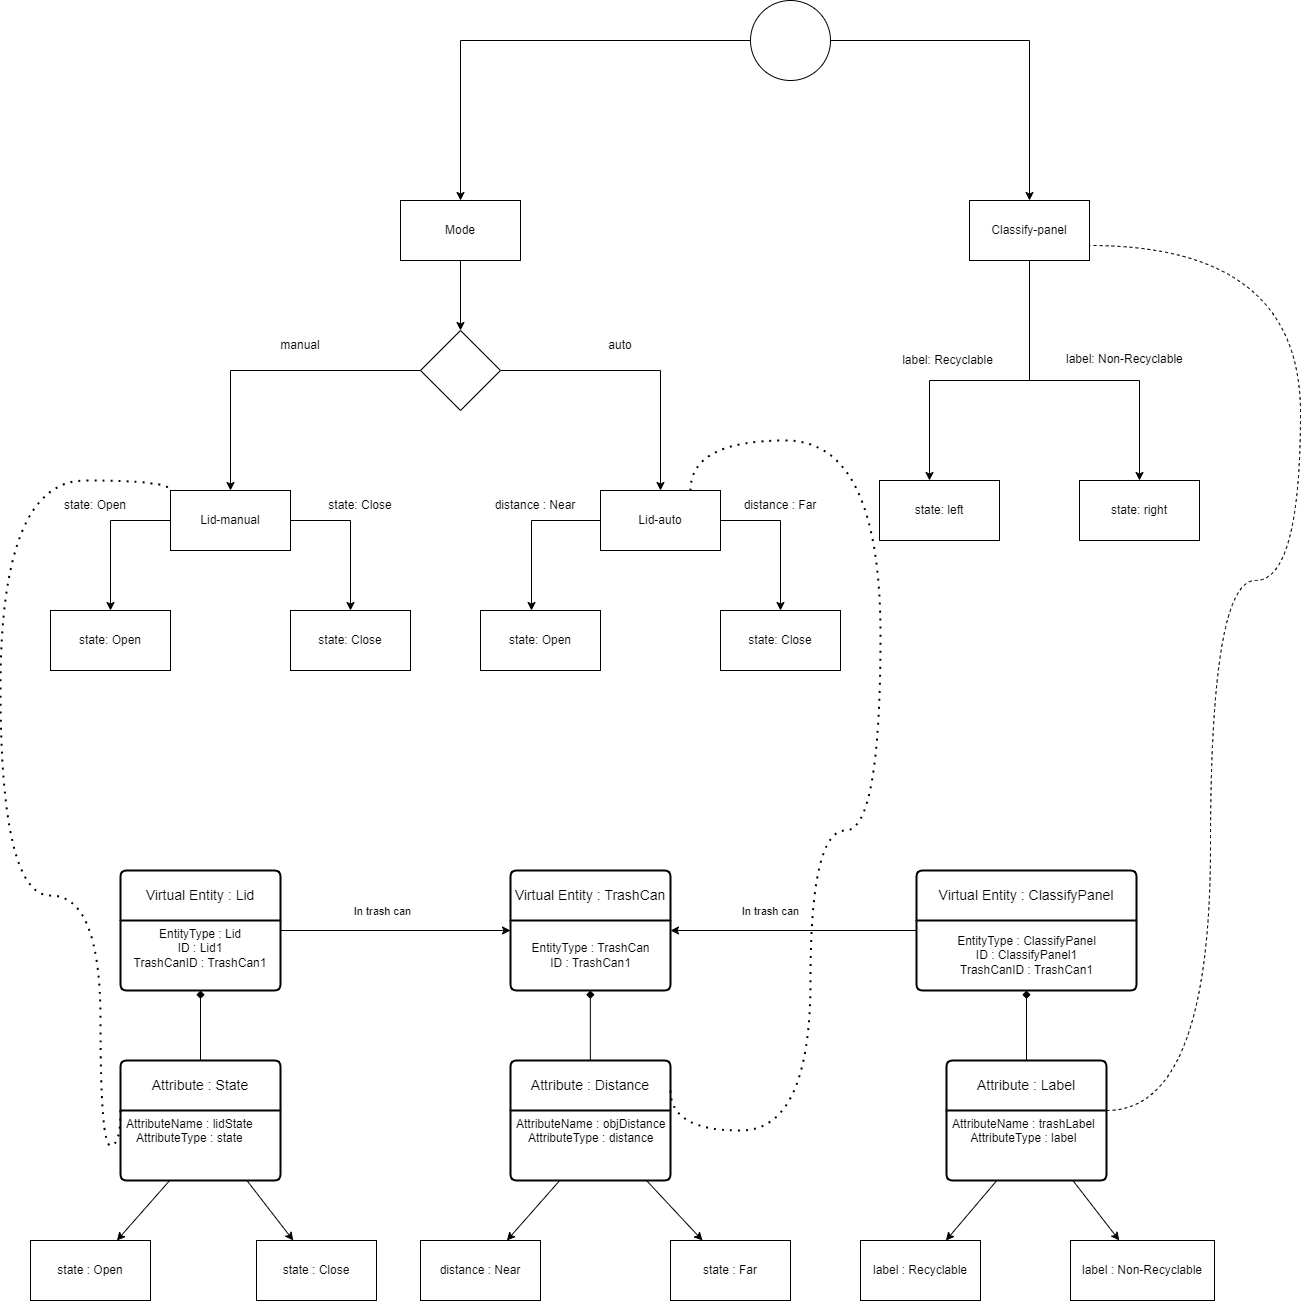 Mode
Classify-panel
manual
auto
label: Recyclable
label: Non-Recyclable
state: Open
Lid-manual
state: Close
distance : Near
Lid-auto
distance : Far
state: left
state: right
state: Open
state: Close
state: Open
state: Close
Virtual Entity : Lid
EntityType : Lid
ID : Lid1
TrashCanID : TrashCan1
In trash can
Virtual Entity : TrashCan
EntityType : TrashCan
ID : TrashCan1
In trash can
Virtual Entity : ClassifyPanel
EntityType : ClassifyPanel
ID : ClassifyPanel1
TrashCanID : TrashCan1
Attribute : State
AttributeName : lidState
AttributeType : state
Attribute : Distance
AttributeName : objDistance
AttributeType : distance
Attribute : Label
AttributeName : trashLabel
AttributeType : label
state : Open
state : Close
distance : Near
state : Far
label : Recyclable
label : Non-Recyclable